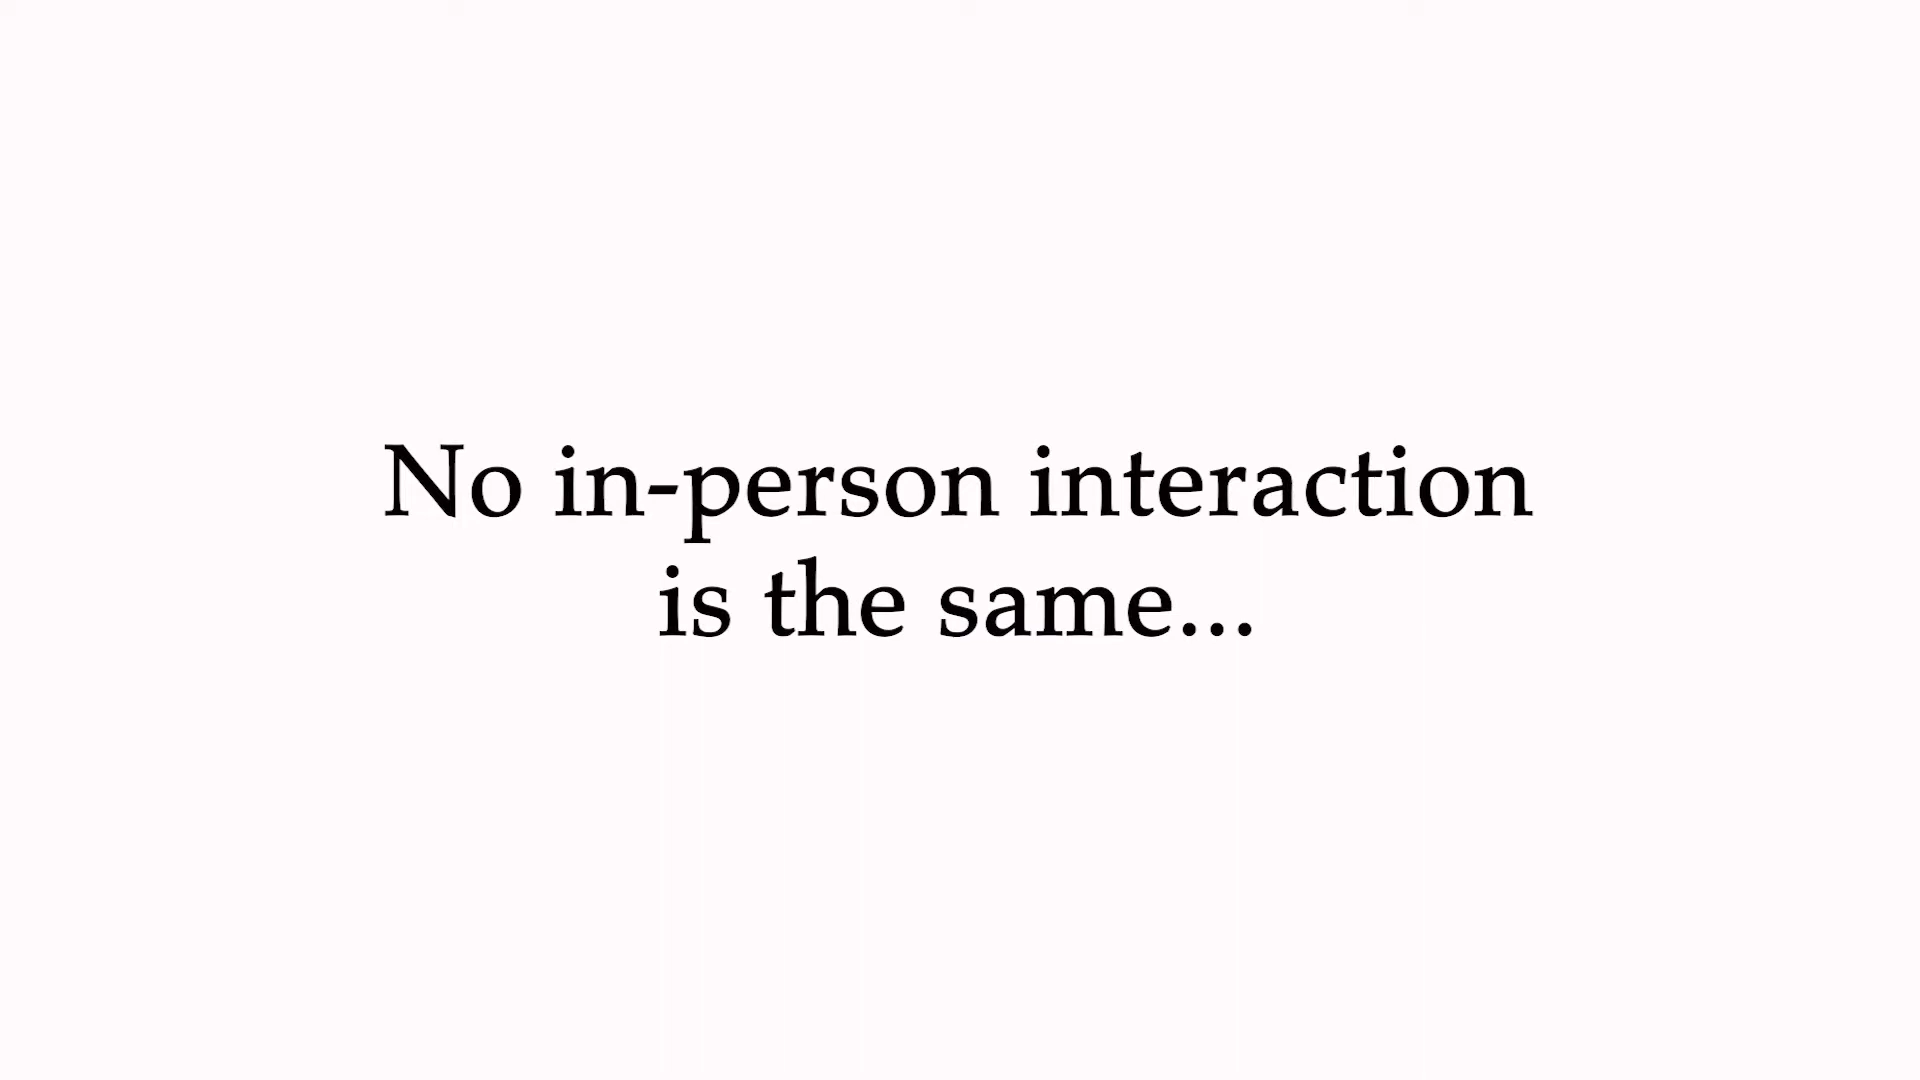 No in-person interaction
is the same...